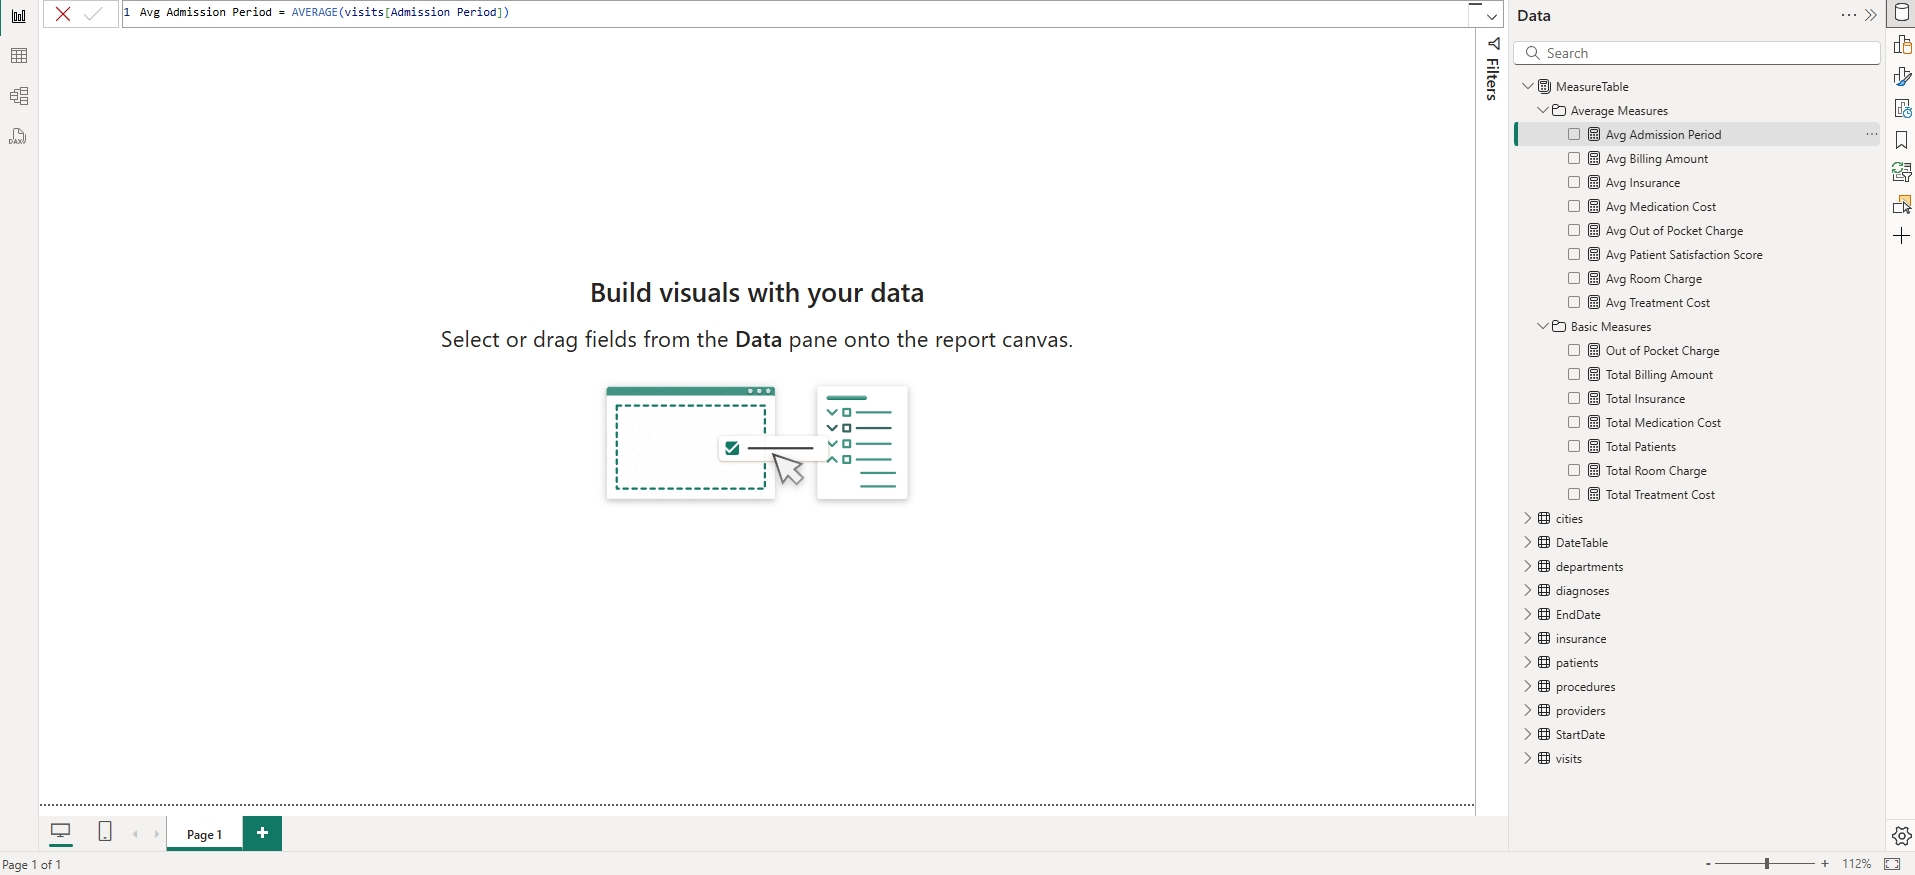 1 Avg Admission Period = AVERAGE(visits[Admission Period])
Filters
Build visuals with your data
Select or drag fields from the Data pane onto the report canvas.
Page 1
Page 1 of 1
Data
Search
MeasureTable
Average Measures
Avg Admission Period
Avg Billing Amount
Avg Insurance
Avg Medication Cost
Avg Out of Pocket Charge
Avg Patient Satisfaction Score
Avg Room Charge
Avg Treatment Cost
Basic Measures
Out of Pocket Charge
Total Billing Amount
Total Insurance
Total Medication Cost
Total Patients
Total Room Charge
Total Treatment Cost
cities
DateTable
departments
diagnoses
EndDate
insurance
patients
procedures
providers
StartDate
visits
DAX
- + 112%